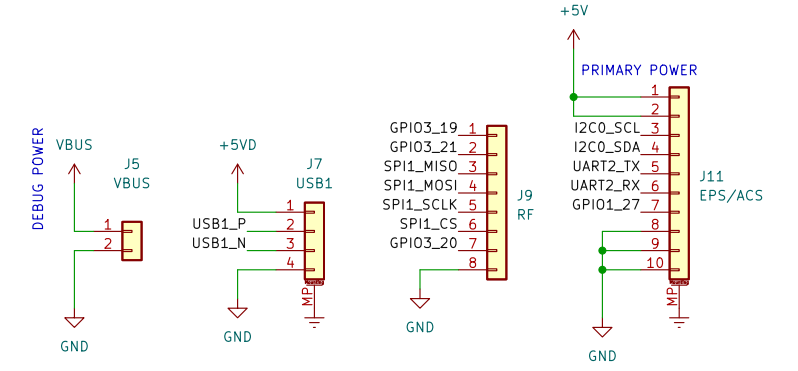 DEBUG POWER
VBUS
J5
VBUS
1
2
GND
+5VD
J7
USB1
1
USB1_P 2
USB1_N 3
4
MP
GND
GPIO3_19 1
GPIO3_21 2
SPI1_MISO 3
SPI1_MOSI 4
SPI1_SCLK 5
SPI1_CS 6
GPIO3_20 7
8
J9
RF
GND
+5V
PRIMARY POWER
1
2
I2C0_SCL 3
I2C0_SDA 4
UART2_TX 5
UART2_RX 6
GPIO1_27 7
8
9
10
J11
EPS/ACS
MP
GND